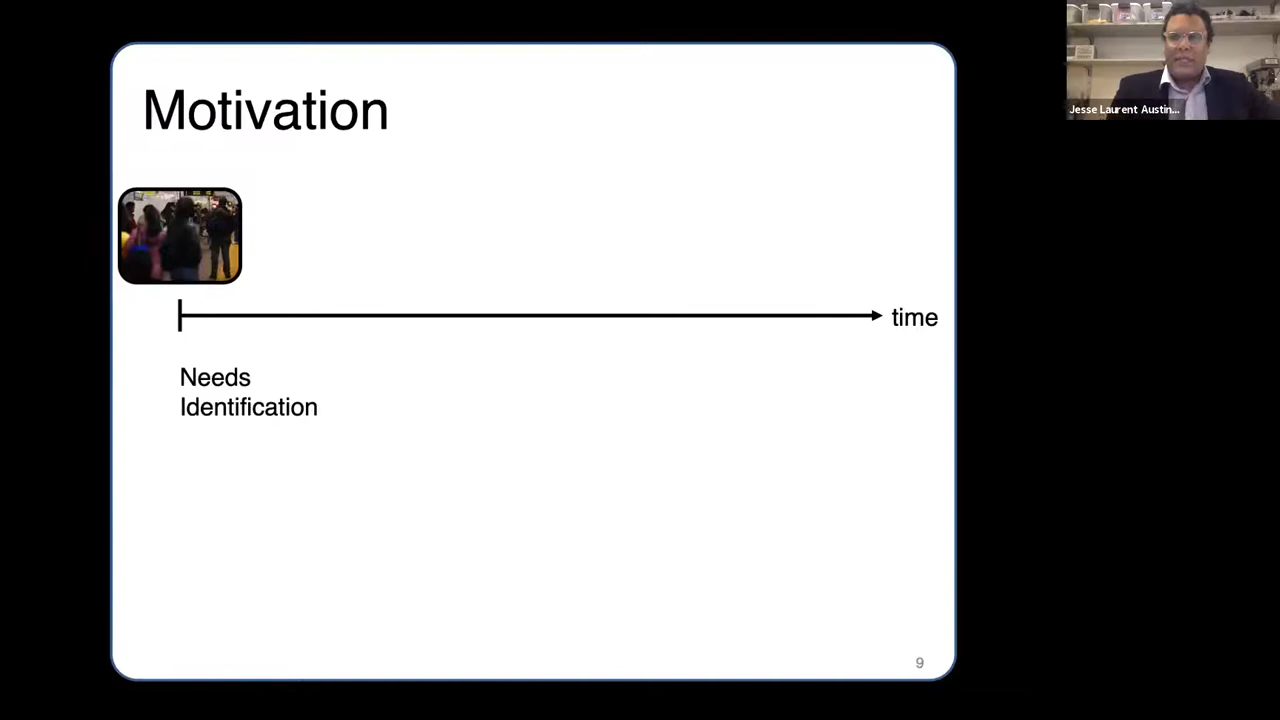 Motivation
Jesse Laurent Austin...
time
Needs
Identification
9